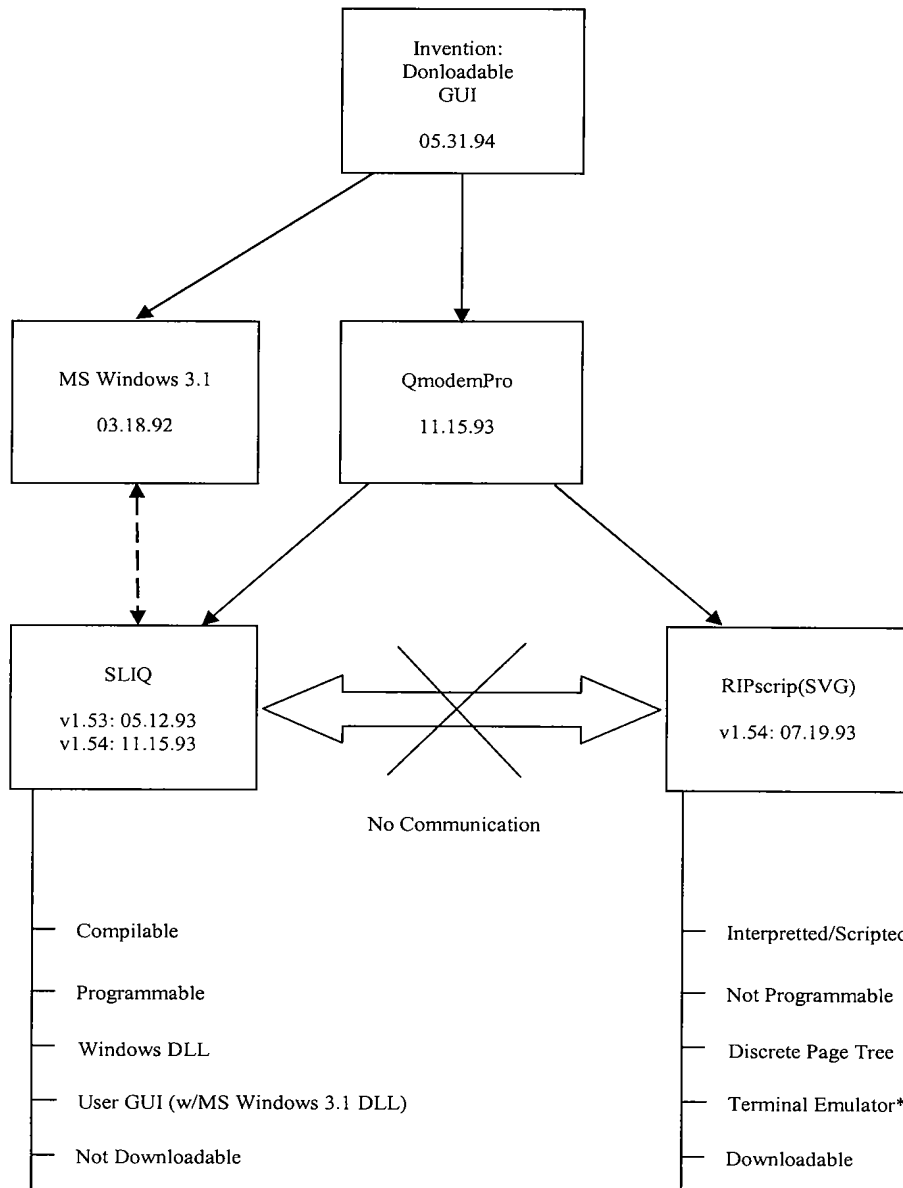 Invention:
Donloadable
GUI
05.31.94
MS Windows 3.1
03.18.92
QmodemPro
11.15.93
SLIQ
v1.53: 05.12.93
v1.54: 11.15.93
RIPscrip(SVG)
v1.54: 07.19.93
No Communication
Compilable
Programmable
Windows DLL
User GUI (w/MS Windows 3.1 DLL)
Not Downloadable
Interpretted/Scripted
Not Programmable
Discrete Page Tree
Terminal Emulator*
Downloadable